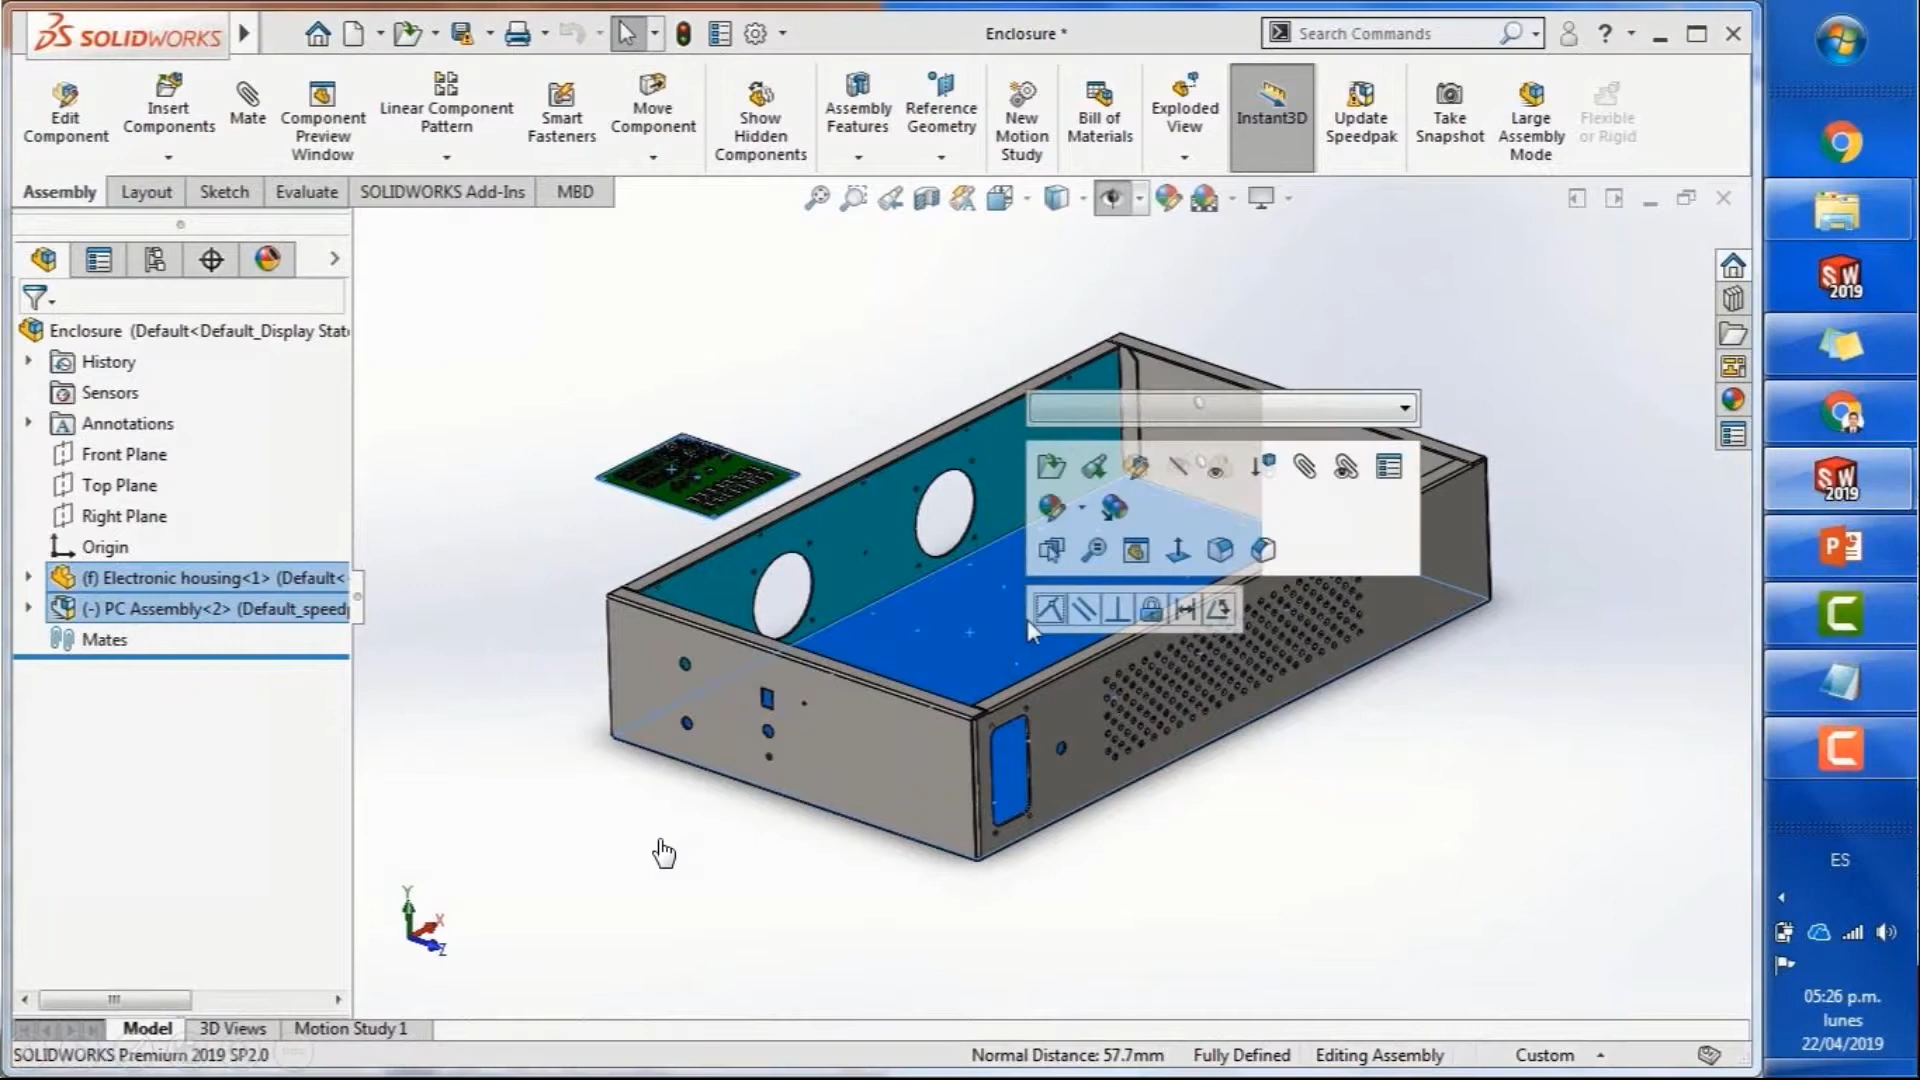 SOLIDWORKS
Enclosure *
Search Commands
Edit Component
Insert Components
Mate
Component Preview Window
Linear Component Pattern
Smart Fasteners
Move Component
Show Hidden Components
Assembly Features
Reference Geometry
New Motion Study
Bill of Materials
Exploded View
Instant3D
Update Speedpak
Take Snapshot
Large Assembly Mode
Flexible or Rigid
Assembly
Layout
Sketch
Evaluate
SOLIDWORKS Add-Ins
MBD
Enclosure (Default<Default_Display Stat
History
Sensors
Annotations
Front Plane
Top Plane
Right Plane
Origin
(f) Electronic housing<1> (Default<
(-) PC Assembly<2> (Default_speed
Mates
Y
X
Z
Model
3D Views
Motion Study 1
SOLIDWORKS Premium 2019 SP2.0
Normal Distance: 57.7mm
Fully Defined
Editing Assembly
Custom
SW 2019
SW 2019
ES
05:26 p.m.
lunes
22/04/2019